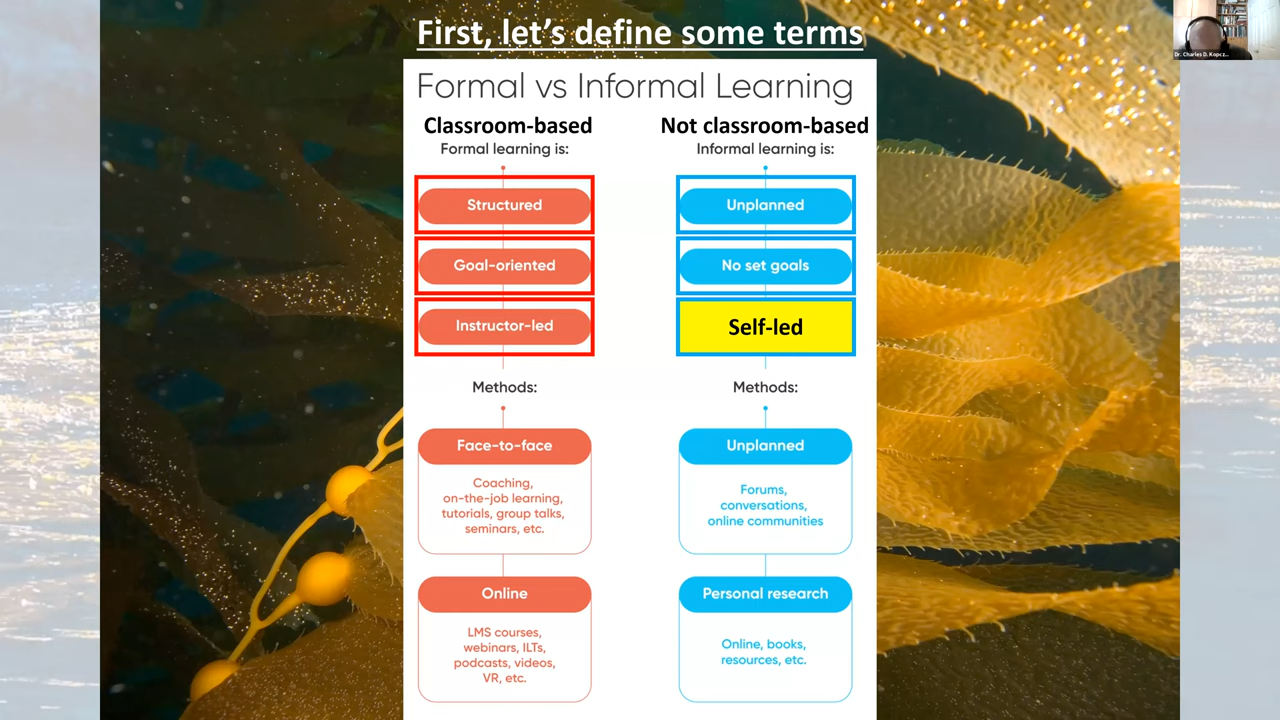 First, let's define some terms
Formal vs Informal Learning
Classroom-based
Formal learning is:
Structured
Goal-oriented
Instructor-led
Methods:
Face-to-face
Coaching,
on-the-job learning,
tutorials, group talks,
seminars, etc.
Online
LMS courses,
webinars, ILTs,
podcasts, videos,
VR, etc.
Not classroom-based
Informal learning is:
Unplanned
No set goals
Self-led
Methods:
Unplanned
Forums,
conversations,
online communities
Personal research
Online, books,
resources, etc.
Dr. Charles D. Kopcz...